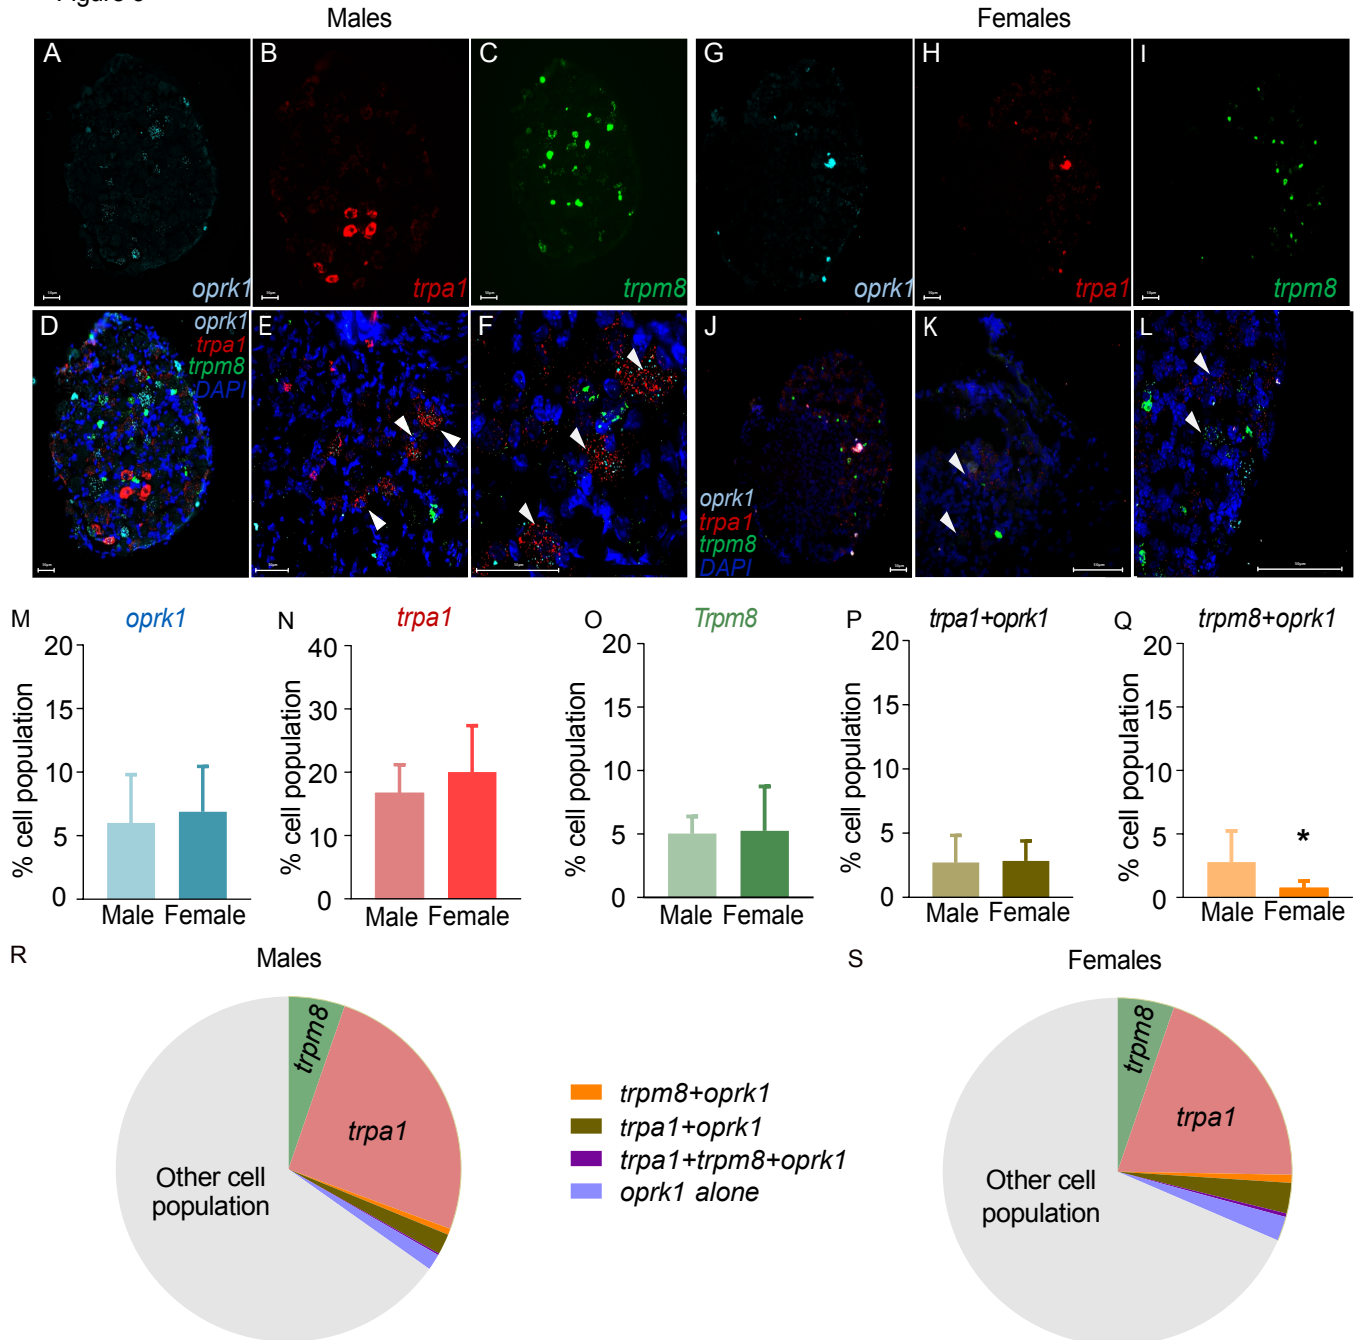 Males
Females
A
B
C
G
H
I
oprk1
trpa1
trpm8
oprk1
trpa1
trpm8
D
oprk1
trpa1
trpm8
DAPI
E
F
J
oprk1
trpa1
trpm8
DAPI
K
L
M
oprk1
% cell population
20
15
10
5
0
Male
Female
N
trpa1
% cell population
40
30
20
10
0
Male
Female
O
Trpm8
% cell population
20
15
10
5
0
Male
Female
P
trpa1+oprk1
% cell population
20
15
10
5
0
Male
Female
Q
trpm8+oprk1
% cell population
20
15
10
5
0
*
Male
Female
R
Males
trpm8
trpa1
Other cell
population
trpm8+oprk1
trpa1+oprk1
trpa1+trpm8+oprk1
oprk1 alone
S
Females
trpm8
trpa1
Other cell
population